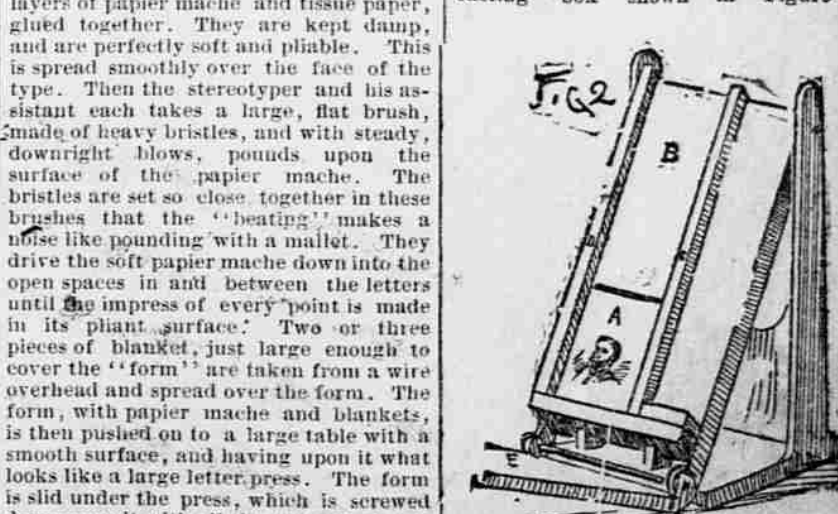 layers of papier mache and tissue paper,
glued together. They are kept damp,
and are perfectly soft and pliable. This
is spread smoothly over the face of the
type. Then the stereotyper and his as-
sistant each takes a large, flat brush,
made of heavy bristles, and with steady,
downright blows, pounds upon the
surface of the papier mache. The
bristles are set so close together in these
brushes that the "beating" makes a
noise like pounding with a mallet. They
drive the soft papier mache down into the
open spaces in and between the letters
until the impress of every point is made
in its pliant surface. Two or three
pieces of blanket, just large enough to
cover the "form" are taken from a wire
overhead and spread over the form. The
form, with papier mache and blankets,
is then pushed on to a large table with a
smooth surface, and having upon it what
looks like a large letter press. The form
is slid under the press, which is screwed
box shown in Figure
FIG 2
B
A
E